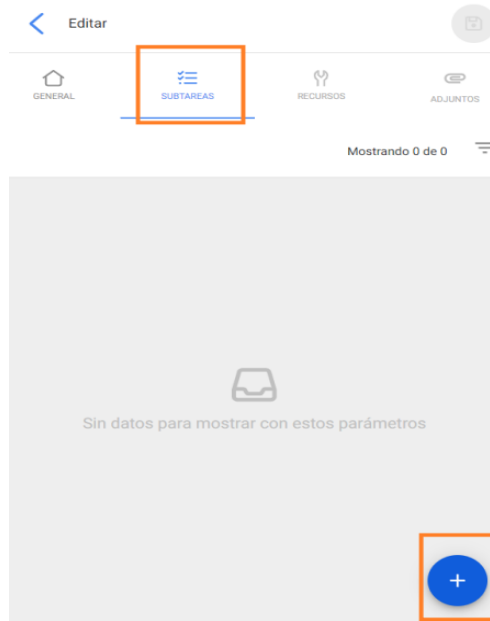 Editar
GENERAL
SUBTAREAS
RECURSOS
ADJUNTOS
Mostrando 0 de 0
Sin datos para mostrar con estos parámetros
+